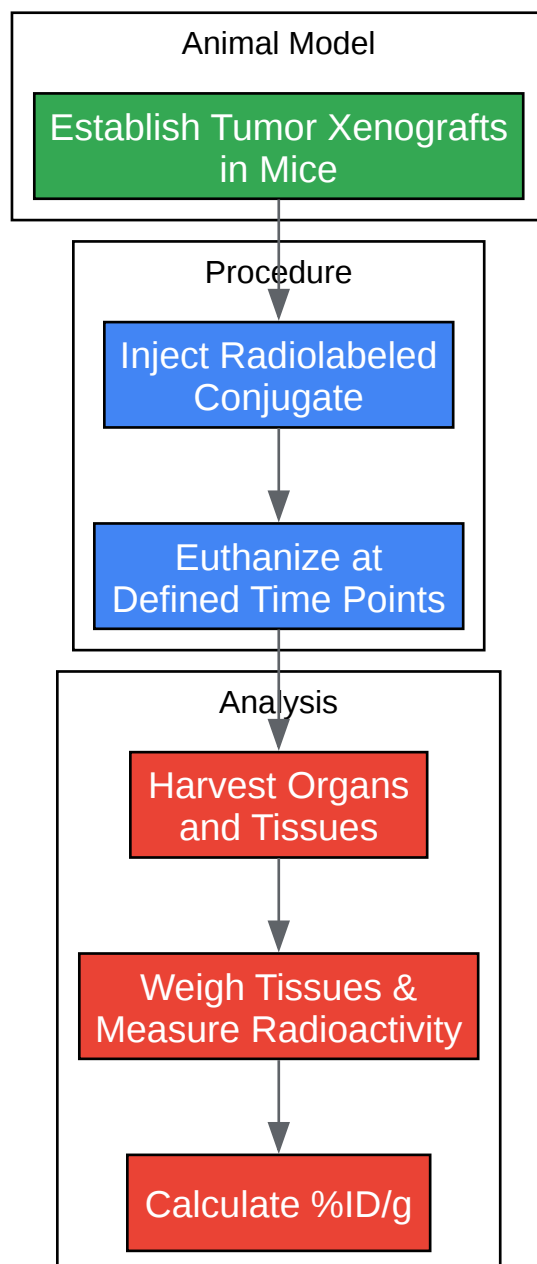 Animal Model
Establish Tumor Xenografts
in Mice
Procedure
Inject Radiolabeled
Conjugate
Euthanize at
Defined Time Points
Analysis
Harvest Organs
and Tissues
Weigh Tissues &
Measure Radioactivity
Calculate %ID/g